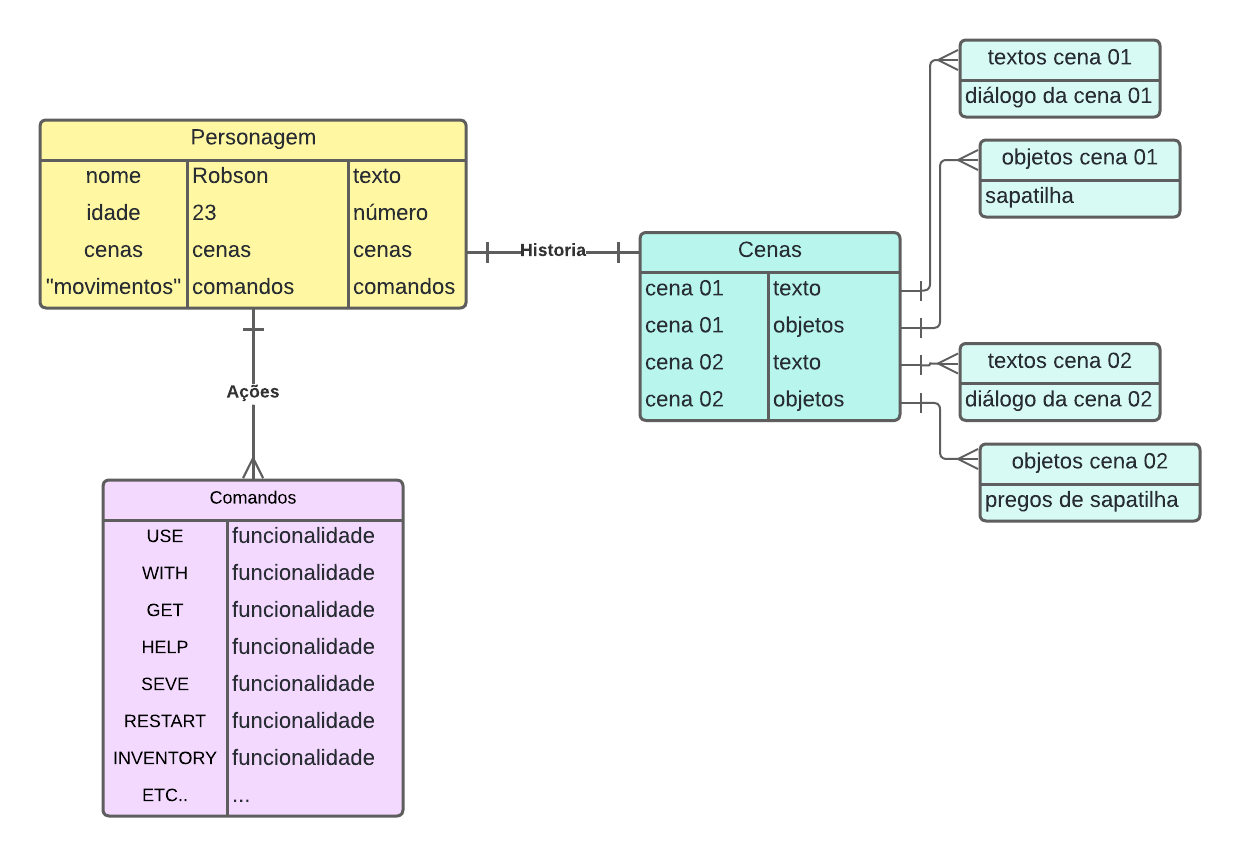 Personagem
nome Robson texto
idade 23 número
cenas cenas cenas
"movimentos" comandos comandos
Historia
Ações
Comandos
USE funcionalidade
WITH funcionalidade
GET funcionalidade
HELP funcionalidade
SEVE funcionalidade
RESTART funcionalidade
INVENTORY funcionalidade
ETC.. ...
Cenas
cena 01 texto
cena 01 objetos
cena 02 texto
cena 02 objetos
textos cena 01
diálogo da cena 01
objetos cena 01
sapatilha
textos cena 02
diálogo da cena 02
objetos cena 02
pregos de sapatilha